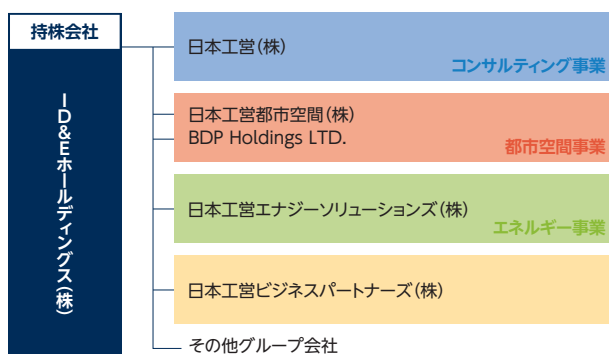 持株会社
ID&Eホールディングス(株)
日本工営(株)
コンサルティング事業
日本工営都市空間(株)
BDP Holdings LTD.
都市空間事業
日本工営エナジーソリューションズ(株)
エネルギー事業
日本工営ビジネスパートナーズ(株)
その他グループ会社